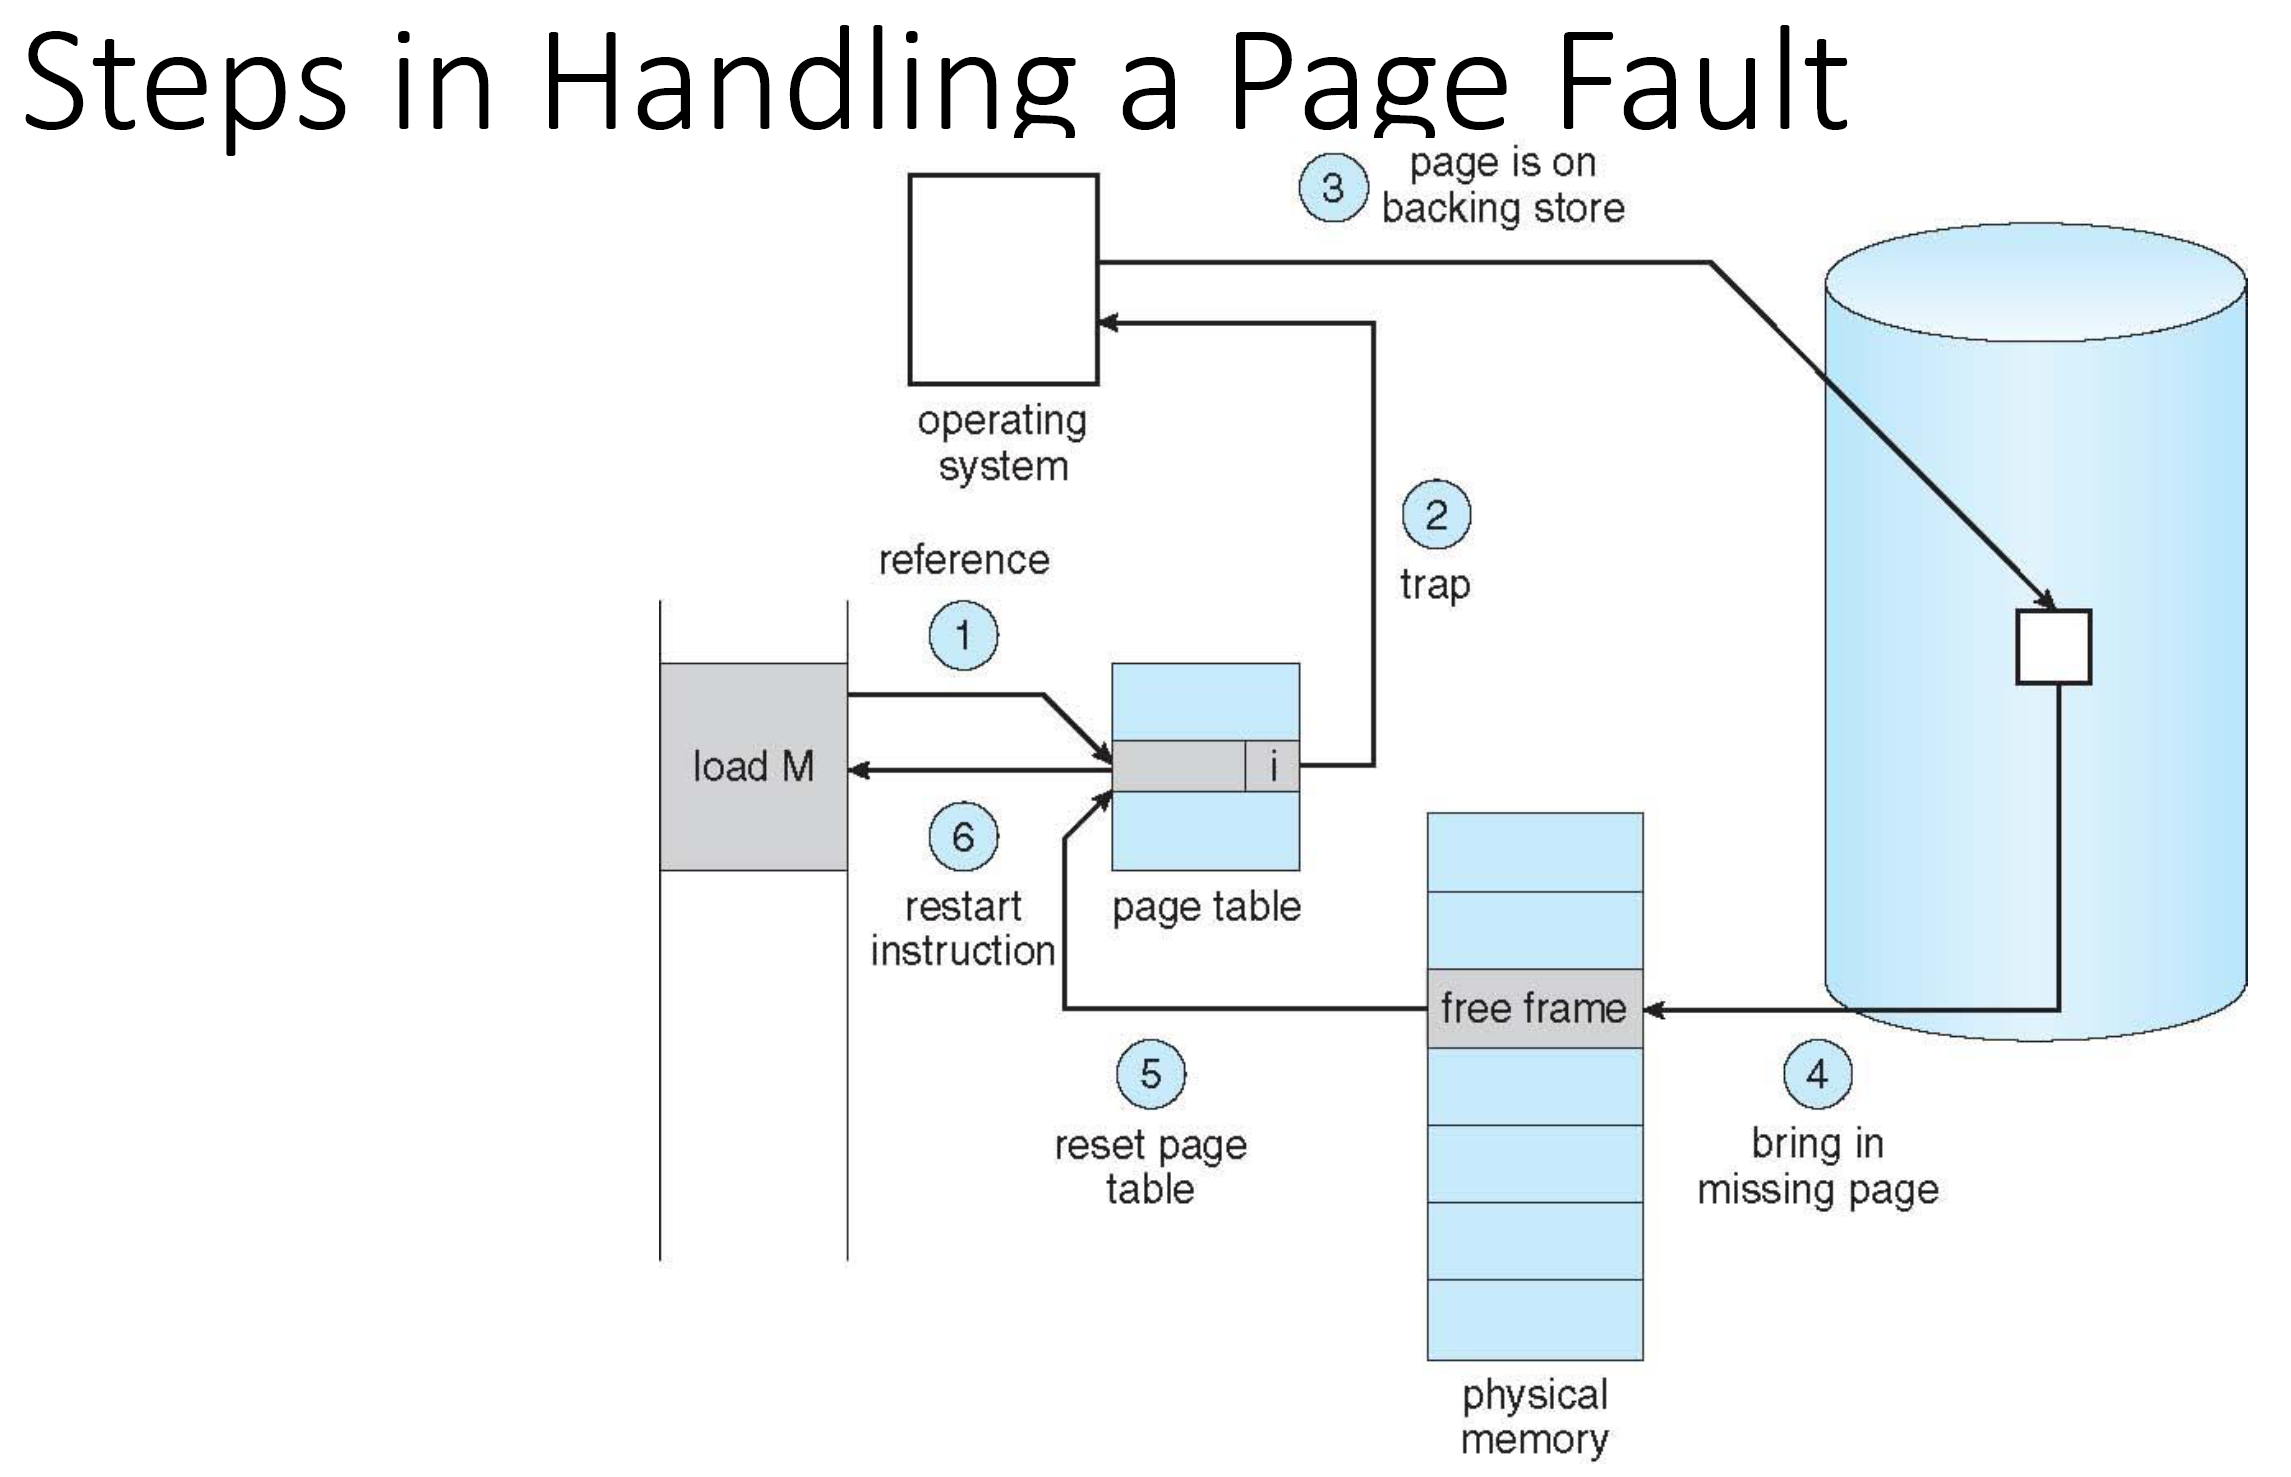 Steps in Handling a Page Fault
3
page is on
backing store
operating
system
2
trap
reference
1
load M
i
6
restart
instruction
page table
free frame
5
reset page
table
4
bring in
missing page
physical
memory